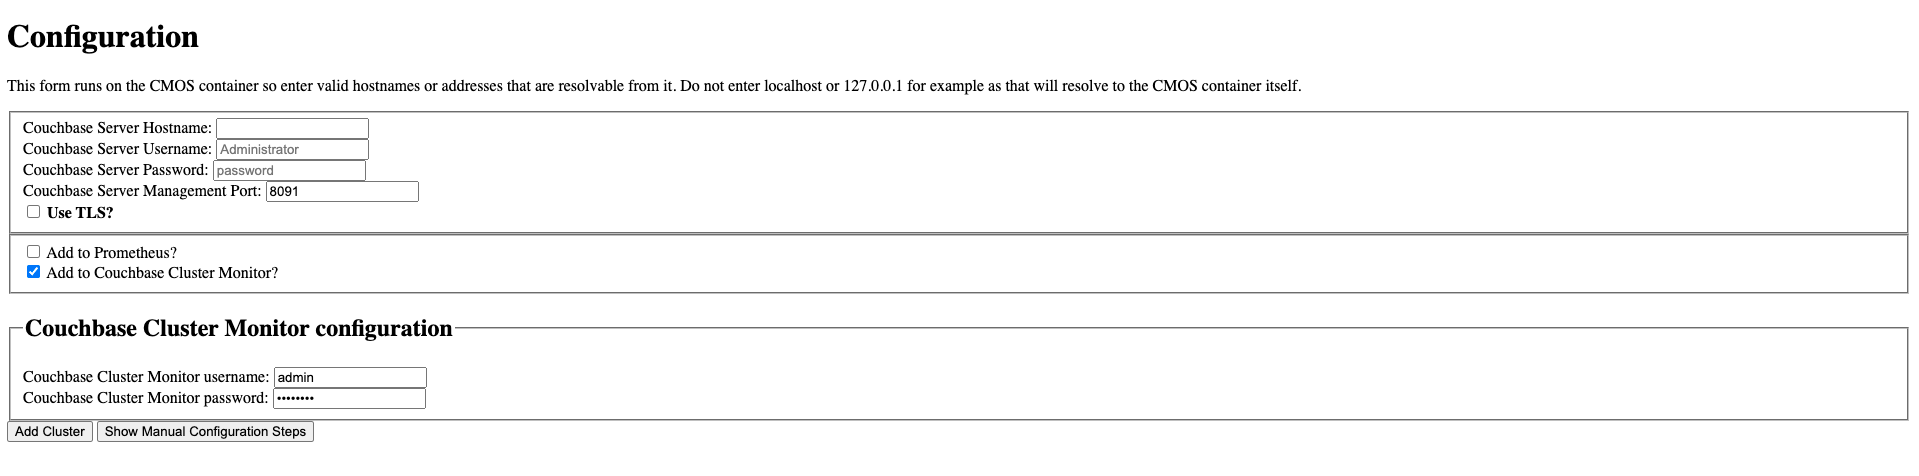 Configuration
This form runs on the CMOS container so enter valid hostnames or addresses that are resolvable from it. Do not enter localhost or 127.0.0.1 for example as that will resolve to the CMOS container itself.
Couchbase Server Hostname:
Couchbase Server Username: Administrator
Couchbase Server Password: password
Couchbase Server Management Port: 8091
Use TLS?
Add to Prometheus?
Add to Couchbase Cluster Monitor?
Couchbase Cluster Monitor configuration
Couchbase Cluster Monitor username: admin
Couchbase Cluster Monitor password: ••••••••
Add Cluster Show Manual Configuration Steps